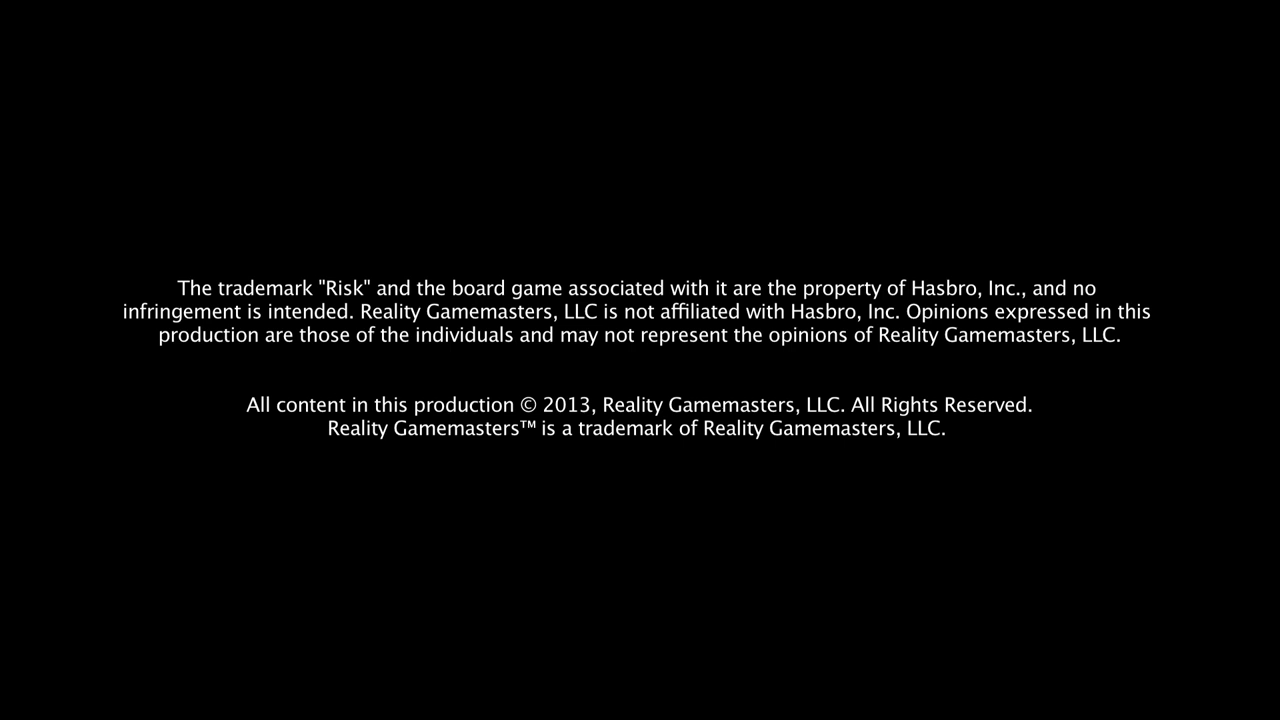 The trademark "Risk" and the board game associated with it are the property of Hasbro, Inc., and no
infringement is intended. Reality Gamemasters, LLC is not affiliated with Hasbro, Inc. Opinions expressed in this
production are those of the individuals and may not represent the opinions of Reality Gamemasters, LLC.
All content in this production © 2013, Reality Gamemasters, LLC. All Rights Reserved.
Reality Gamemasters™ is a trademark of Reality Gamemasters, LLC.